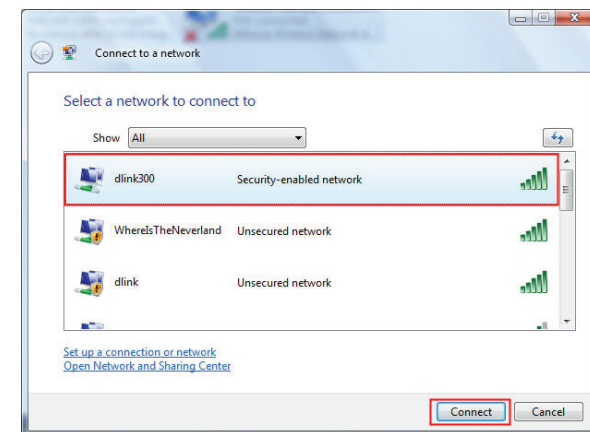 Connect to a network
Select a network to connect to
Show All
dlink300 Security-enabled network
WhereIsTheNeverland Unsecured network
dlink Unsecured network
Set up a connection or network
Open Network and Sharing Center
Connect Cancel